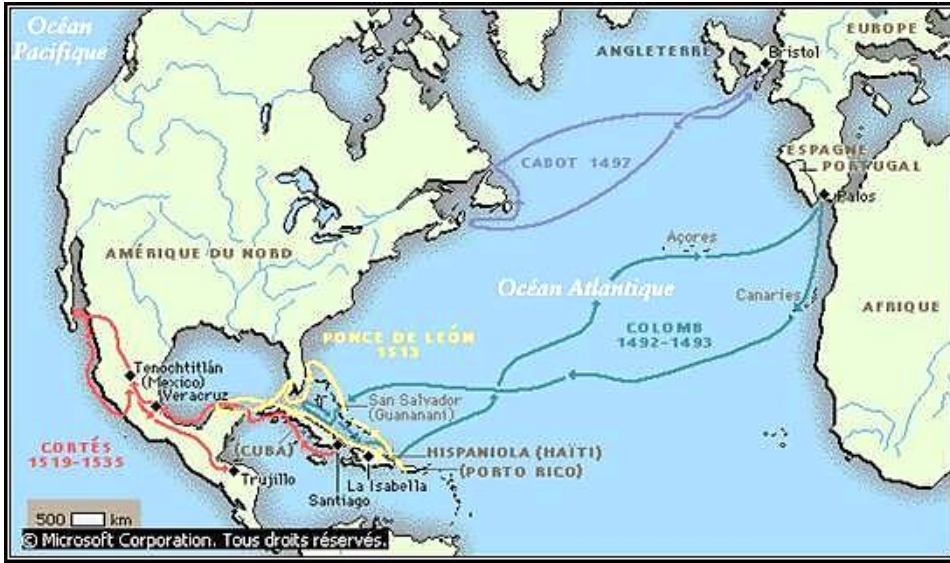 Océan
Pacifique
EUROPE
ANGLETERRE
Bristol
CABOT 1497
ESPAGNE
PORTUGAL
Palos
AMÉRIQUE DU NORD
Açores
Océan Atlantique
Canaries
AFRIQUE
COLOMB
1492-1493
PONCE DE LEÓN
1513
Tenochtitlán
(Mexico)
Veracruz
San Salvador
(Guananani)
CORTÉS
1519-1535
(CUBA)
HISPANIOLA (HAÏTI)
(PORTO RICO)
Trujillo
La Isabella
Santiago
500 km
© Microsoft Corporation. Tous droits réservés.